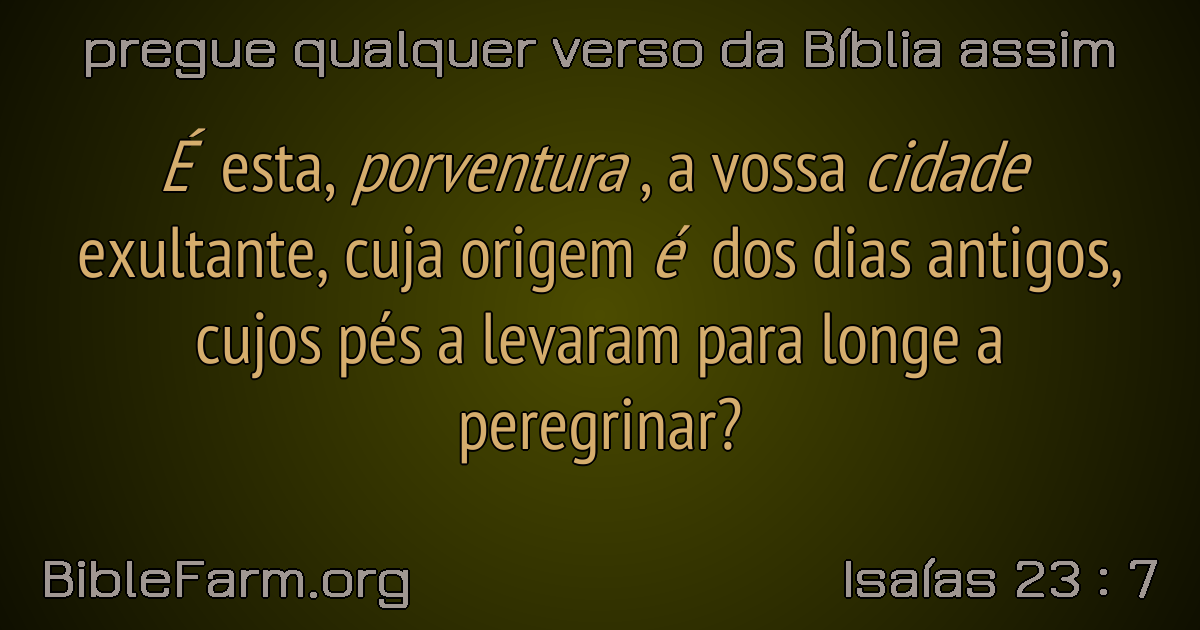 pregue qualquer verso da Bíblia assim
É esta, porventura , a vossa cidade
exultante, cuja origem é dos dias antigos,
cujos pés a levaram para longe a
peregrinar?
BibleFarm.org
Isaías 23 : 7